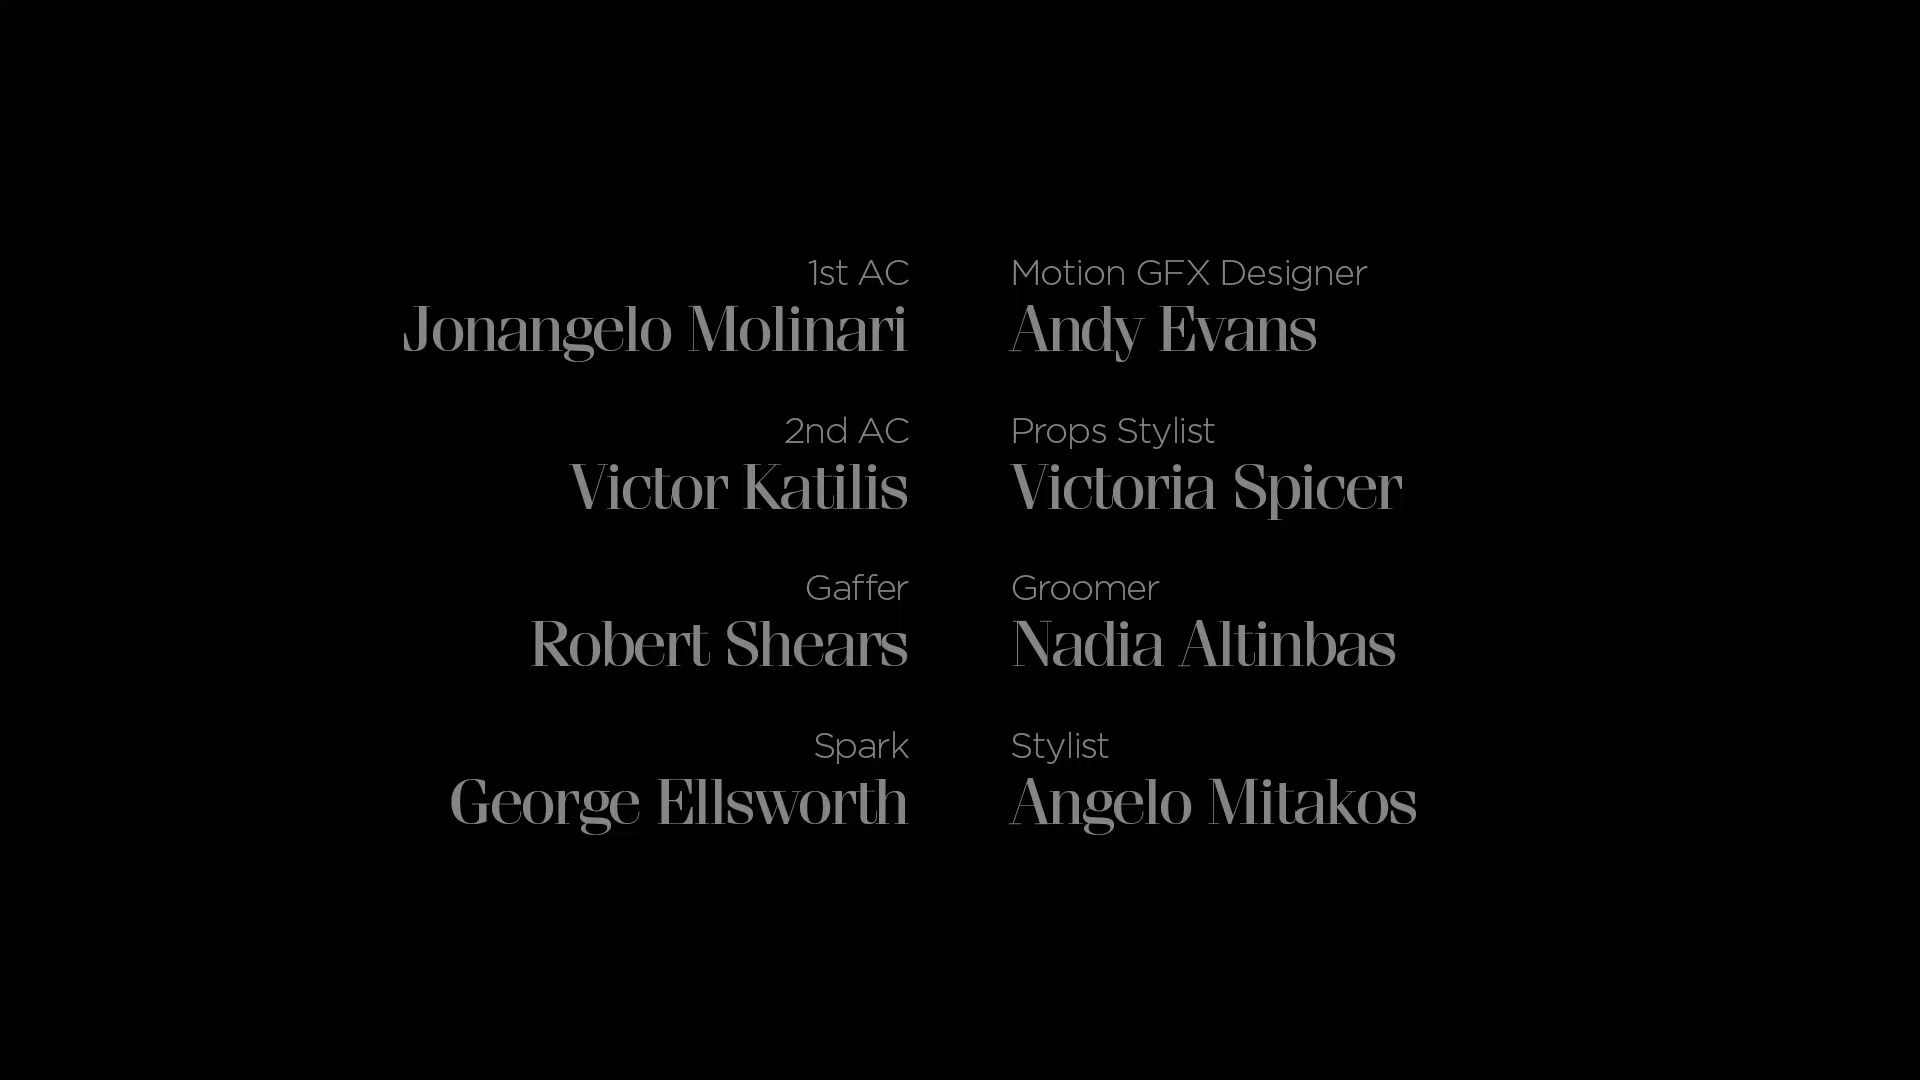 1st AC
Jonangelo Molinari
2nd AC
Victor Katilis
Gaffer
Robert Shears
Spark
George Ellsworth
Motion GFX Designer
Andy Evans
Props Stylist
Victoria Spicer
Groomer
Nadia Altinbas
Stylist
Angelo Mitakos